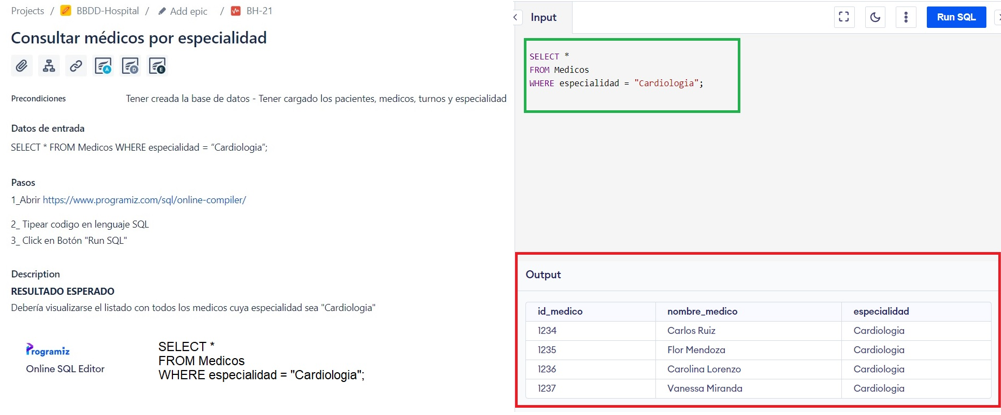 Projects / BBDD-Hospital / Add epic / BH-21
Consultar médicos por especialidad
Precondiciones Tener creada la base de datos - Tener cargado los pacientes, medicos, turnos y especialidad
Datos de entrada
SELECT * FROM Medicos WHERE especialidad = "Cardiologia";
Pasos
1_Abrir https://www.programiz.com/sql/online-compiler/
2_ Tipear codigo en lenguaje SQL
3_ Click en Botón "Run SQL"
Description
RESULTADO ESPERADO
Debería visualizarse el listado con todos los medicos cuya especialidad sea "Cardiologia"
Programiz
Online SQL Editor
SELECT *
FROM Medicos
WHERE especialidad = "Cardiologia";
Input
Run SQL
SELECT *
FROM Medicos
WHERE especialidad = "Cardiologia";
Output
id_medico nombre_medico especialidad
1234 Carlos Ruiz Cardiologia
1235 Flor Mendoza Cardiologia
1236 Carolina Lorenzo Cardiologia
1237 Vanessa Miranda Cardiologia